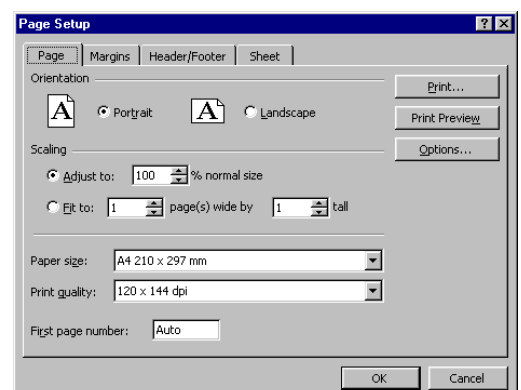 Page Setup
Page Margins Header/Footer Sheet
Orientation
A Portrait A Landscape
Scaling
Adjust to: 100 % normal size
Fit to: 1 page(s) wide by 1 tall
Paper size: A4 210 x 297 mm
Print quality: 120 x 144 dpi
First page number: Auto
Print...
Print Preview
Options...
OK Cancel